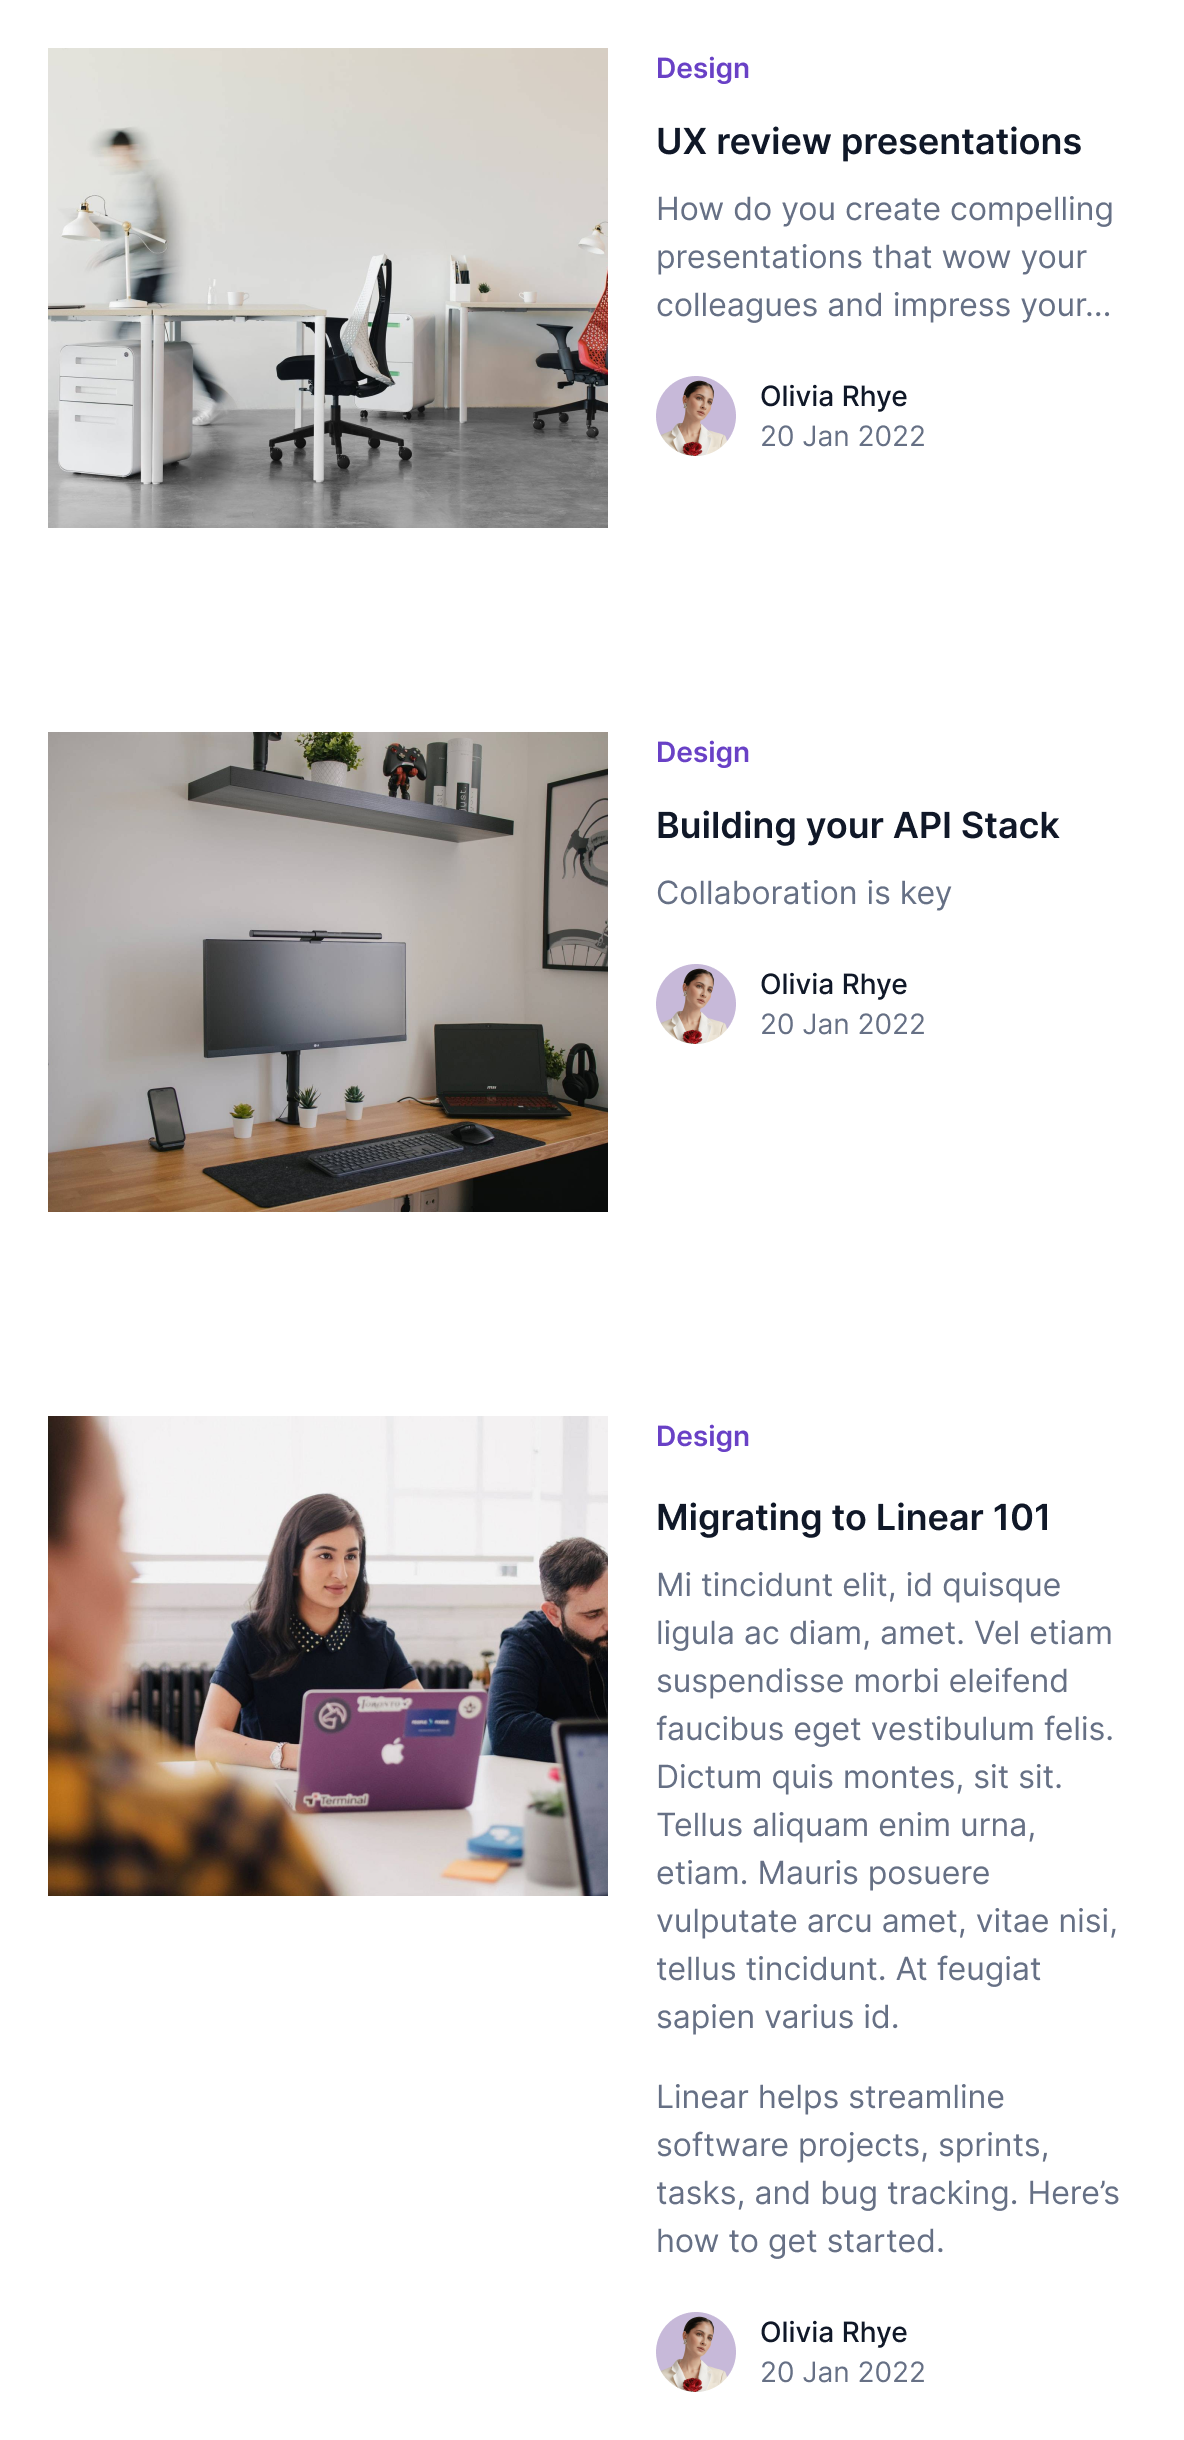 Design
UX review presentations
How do you create compelling
presentations that wow your
colleagues and impress your...
Olivia Rhye
20 Jan 2022
Design
Building your API Stack
Collaboration is key
Olivia Rhye
20 Jan 2022
Design
Migrating to Linear 101
Mi tincidunt elit, id quisque
ligula ac diam, amet. Vel etiam
suspendisse morbi eleifend
faucibus eget vestibulum felis.
Dictum quis montes, sit sit.
Tellus aliquam enim urna,
etiam. Mauris posuere
vulputate arcu amet, vitae nisi,
tellus tincidunt. At feugiat
sapien varius id.
Linear helps streamline
software projects, sprints,
tasks, and bug tracking. Here’s
how to get started.
TORONTO
Terminal
Olivia Rhye
20 Jan 2022